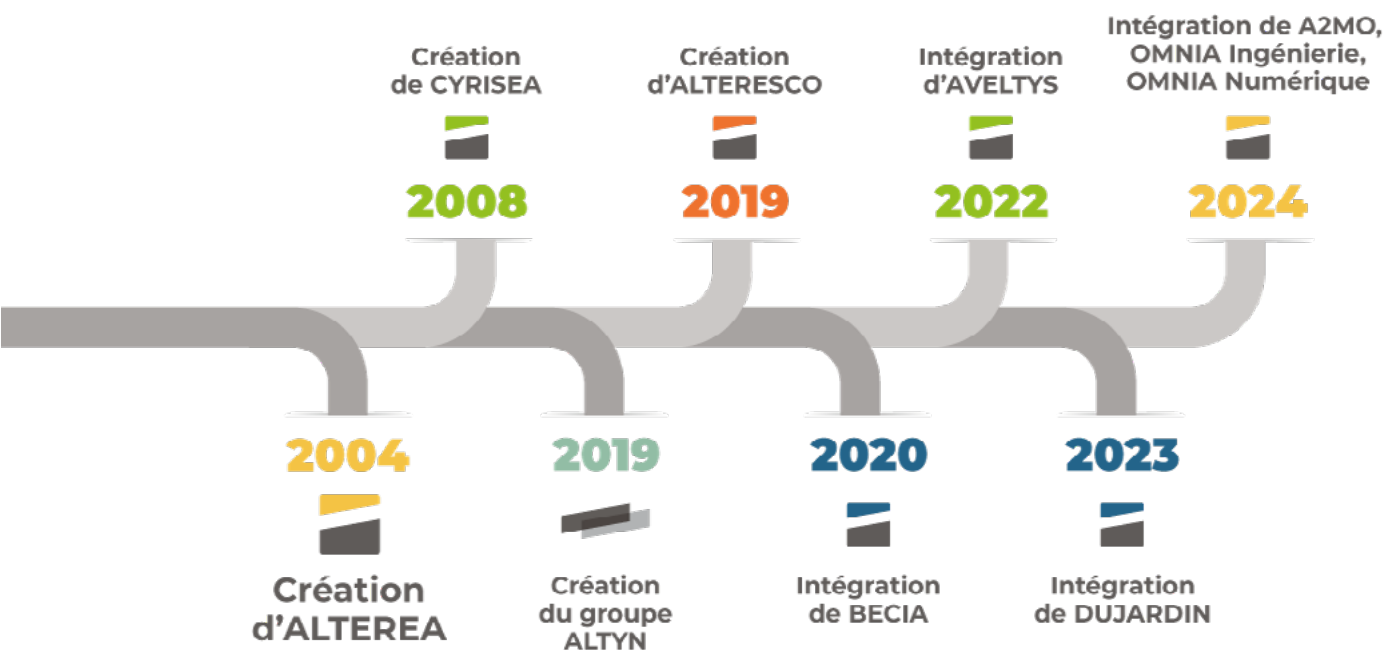 Création
de CYRISEA
2008
Création
d'ALTERESCO
2019
Intégration
d'AVELTYS
2022
Intégration de A2MO,
OMNIA Ingénierie,
OMNIA Numérique
2024
2004
Création
d'ALTEREA
2019
Création
du groupe
ALTYN
2020
Intégration
de BECIA
2023
Intégration
de DUJARDIN